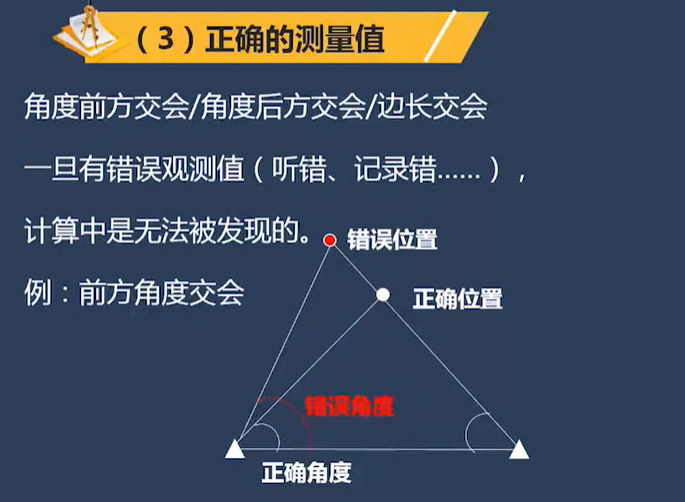 （3）正确的测量值
角度前方交会/角度后方交会/边长交会
一旦有错误观测值（听错、记录错……），
计算中是无法被发现的。
错误位置
例：前方角度交会
正确位置
错误角度
正确角度